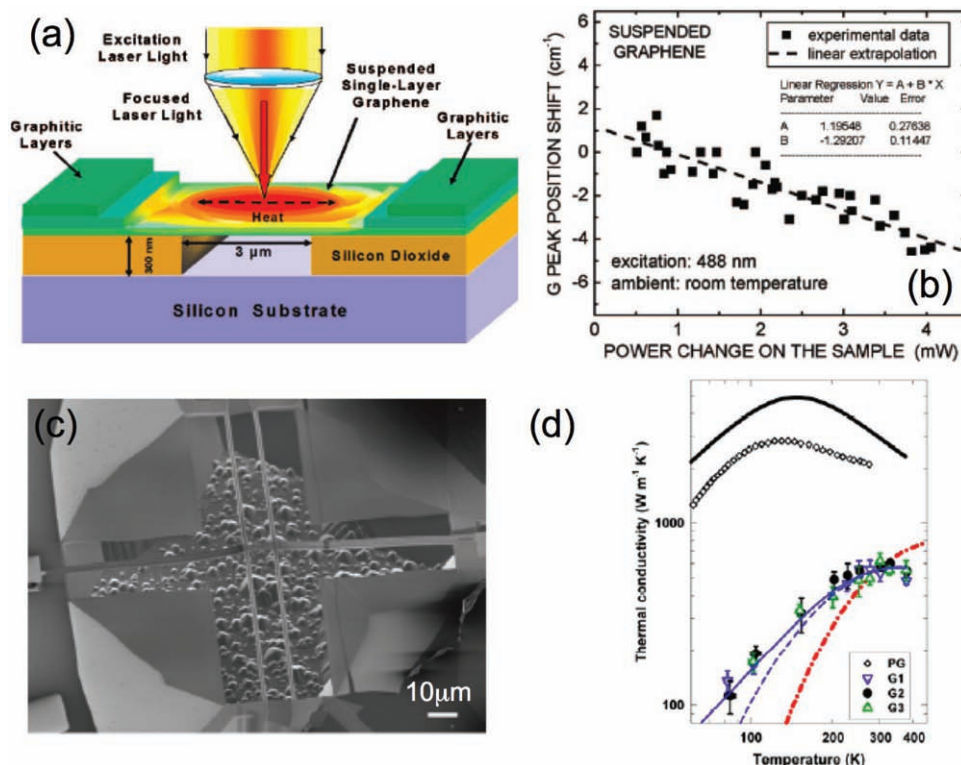 (a)
Excitation
Laser Light
Focused
Laser Light
Suspended
Single-Layer
Graphene
Graphitic
Layers
Graphitic
Layers
Heat
300 nm
3 µm
Silicon Dioxide
Silicon Substrate
G PEAK POSITION SHIFT (cm⁻¹)
6
4
2
0
-2
-4
-6
SUSPENDED
GRAPHENE
experimental data
linear extrapolation
Linear Regression Y = A + B * X
Parameter Value Error
A 1.19548 0.27638
B -1.29207 0.11447
excitation: 488 nm
ambient: room temperature
(b)
0 1 2 3 4
POWER CHANGE ON THE SAMPLE (mW)
(c)
10µm
(d)
Thermal conductivity (W m⁻¹ K⁻¹)
1000
100
PG
G1
G2
G3
100 200 300 400
Temperature (K)